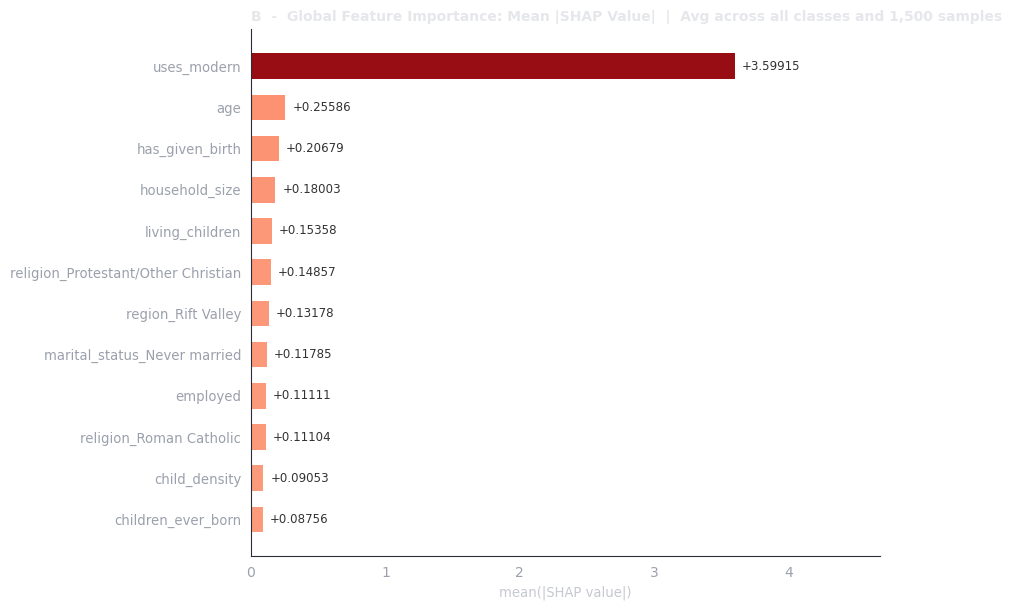 B - Global Feature Importance: Mean |SHAP Value| | Avg across all classes and 1,500 samples
uses_modern +3.59915
age +0.25586
has_given_birth +0.20679
household_size +0.18003
living_children +0.15358
religion_Protestant/Other Christian +0.14857
region_Rift Valley +0.13178
marital_status_Never married +0.11785
employed +0.11111
religion_Roman Catholic +0.11104
child_density +0.09053
children_ever_born +0.08756
0 1 2 3 4
mean(|SHAP value|)